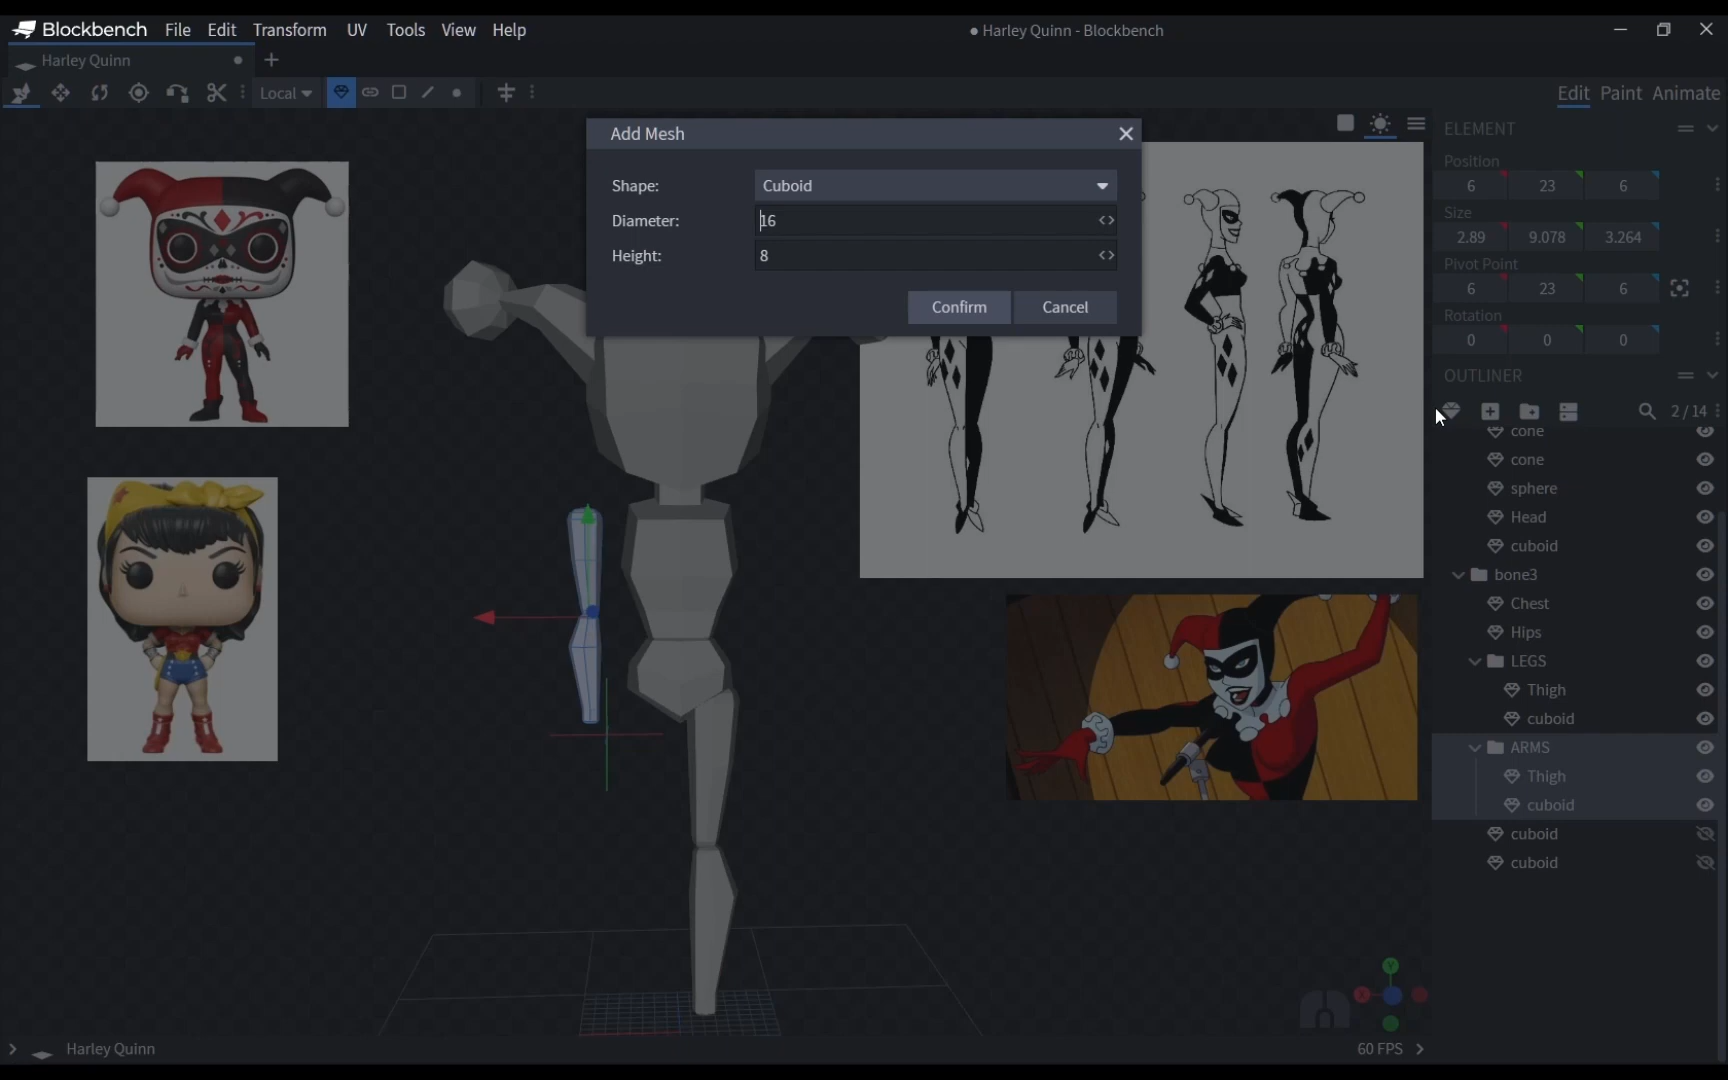 Blockbench File Edit Transform UV Tools View Help
Harley Quinn - Blockbench
Harley Quinn
Local
Edit Paint Animate
Add Mesh
Shape: Cuboid
Diameter: 16
Height: 8
Confirm Cancel
ELEMENT
Position
6 23 6
Size
2.89 9.078 3.264
Pivot Point
6 23 6
Rotation
0 0 0
OUTLINER
2 / 14
cone
cone
sphere
Head
cuboid
bone3
Chest
Hips
LEGS
Thigh
cuboid
ARMS
Thigh
cuboid
cuboid
cuboid
Y
X
Harley Quinn
60 FPS